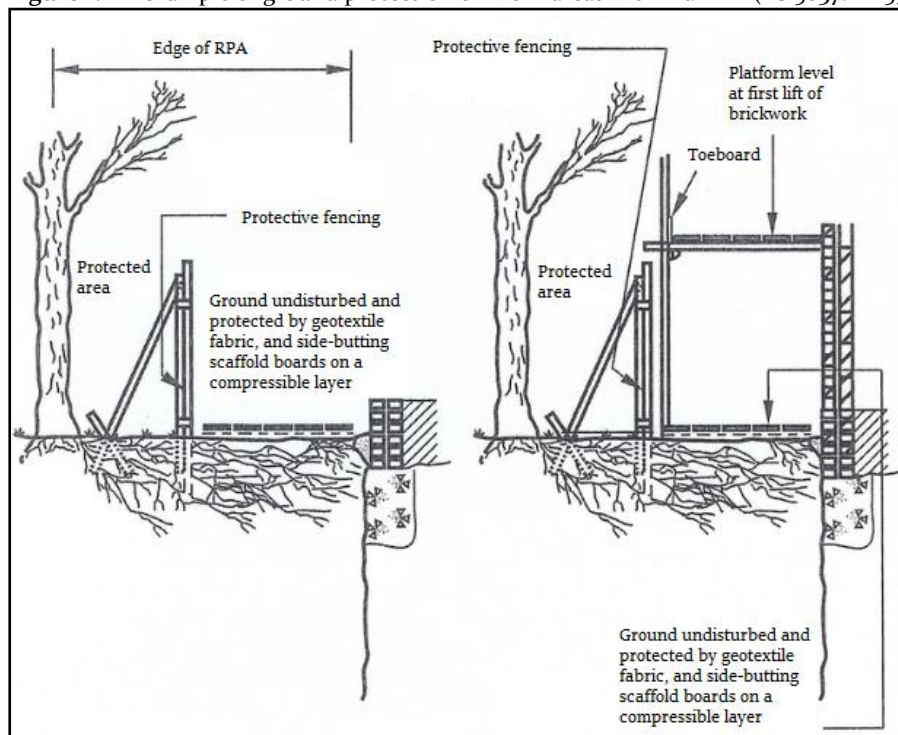 Edge of RPA
Protective fencing
Protected
area
Ground undisturbed and
protected by geotextile
fabric, and side-butting
scaffold boards on a
compressible layer
Protective fencing
Platform level
at first lift of
brickwork
Toeboard
Protected
area
Ground undisturbed and
protected by geotextile
fabric, and side-butting
scaffold boards on a
compressible layer